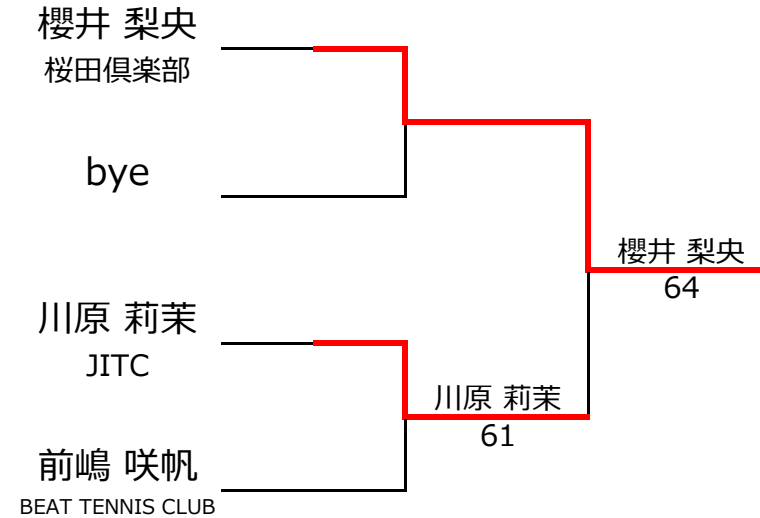 櫻井 梨央
桜田倶楽部
bye
櫻井 梨央
64
川原 莉茉
JITC
川原 莉茉
61
前嶋 咲帆
BEAT TENNIS CLUB